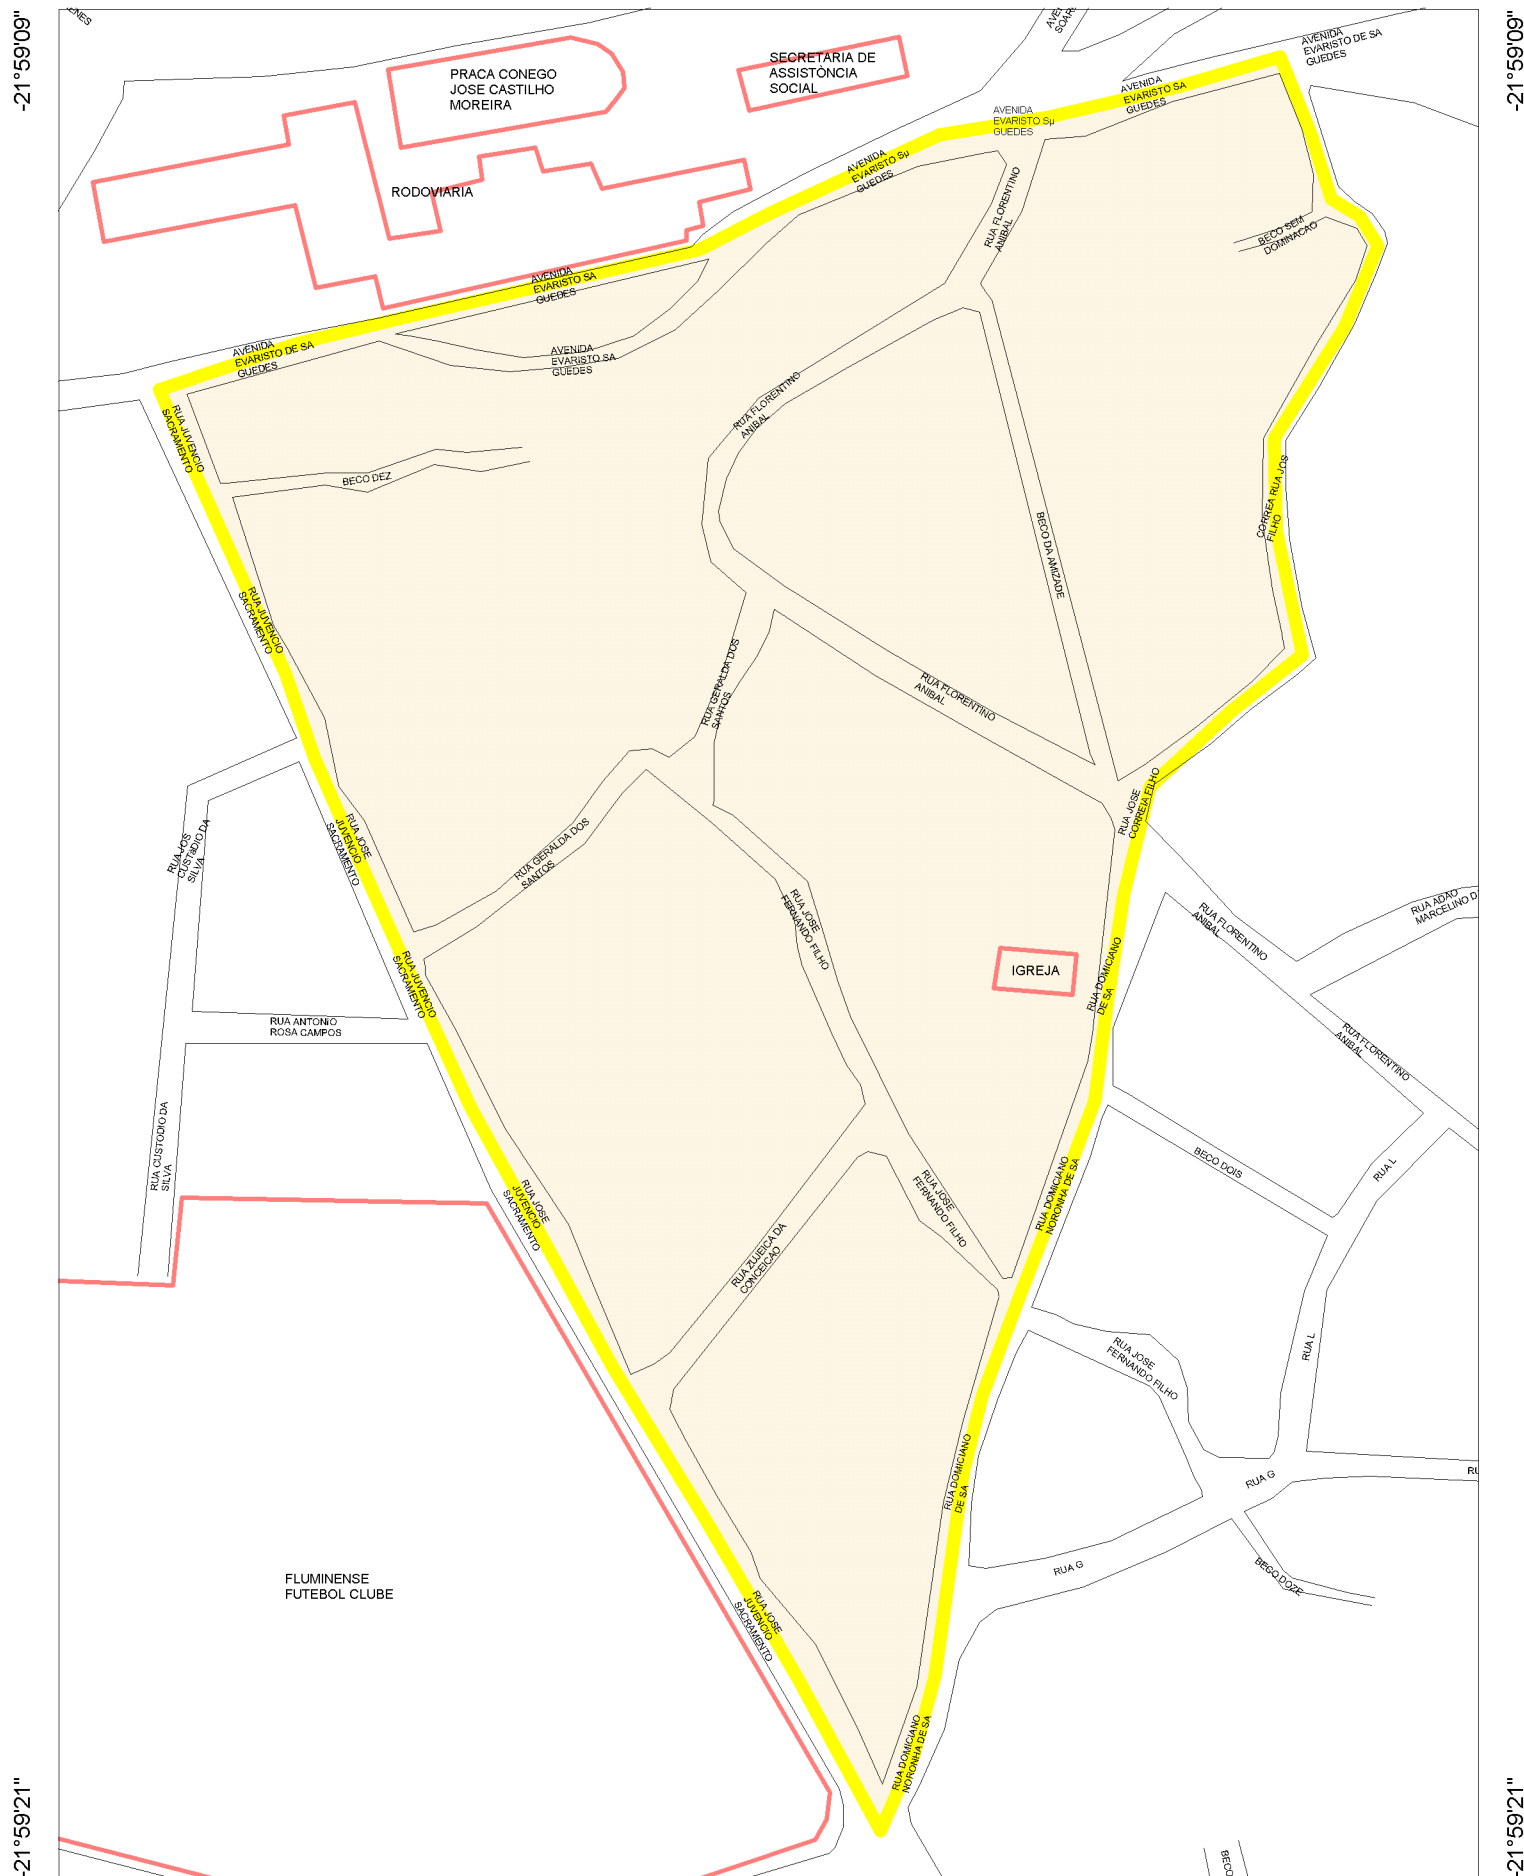 -21°59'09"
-21°59'09"
AVENIDA
EVARISTO DE SA
GUEDES
PRACA CONEGO
JOSE CASTILHO
MOREIRA
SECRETARIA DE
ASSISTÒNCIA
SOCIAL
AVENIDA
EVARISTO SA
GUEDES
AVENIDA
EVARISTO Sµ
GUEDES
AVENIDA
EVARISTO Sµ
GUEDES
RODOVIARIA
RUA FLORENTINO
ANIBAL
BECO SEM
DOMINACAO
AVENIDA
EVARISTO SA
GUEDES
AVENIDA
EVARISTO DE SA
GUEDES
AVENIDA
EVARISTO SA
GUEDES
RUA FLORENTINO
ANIBAL
RUA JUVENCIO
SACRAMENTO
BECO DEZ
CORREA RUA JOS
FILHO
BECO DA AMIZADE
RUA JUVENCIO
SACRAMENTO
RUA GERALDA DOS
SANTOS
RUA FLORENTINO
ANIBAL
RUA JOSE
CORREIA FILHO
RUA JOS
SILVA
RUA JOSE
JUVENCIO
SACRAMENTO
RUA GERALDA DOS
SANTOS
RUA JOSE
FERNANDO FILHO
RUA ADAO
MARCELINO D
RUA FLORENTINO
ANIBAL
IGREJA
RUA DOMICIANO
DE SA
RUA JUVENCIO
SACRAMENTO
RUA ANTONIO
ROSA CAMPOS
RUA FLORENTINO
ANIBAL
RUA CUSTODIO DA
SILVA
BECO DOIS
RUA L
RUA DOMICIANO
NORONHA DE SA
RUA JOSE
FERNANDO FILHO
RUA JOSE
JUVENCIO
SACRAMENTO
RUA ZUJEICA DA
CONCEICAO
RUA JOSE
FERNANDO FILHO
RUA L
RUA DOMICIANO
DE SA
RUA G
RU
RUA G
BECO DOZE
FLUMINENSE
FUTEBOL CLUBE
RUA JOSE
JUVENCIO
SACRAMENTO
RUA DOMICIANO
NORONHA DE SA
-21°59'21"
-21°59'21"
BECO